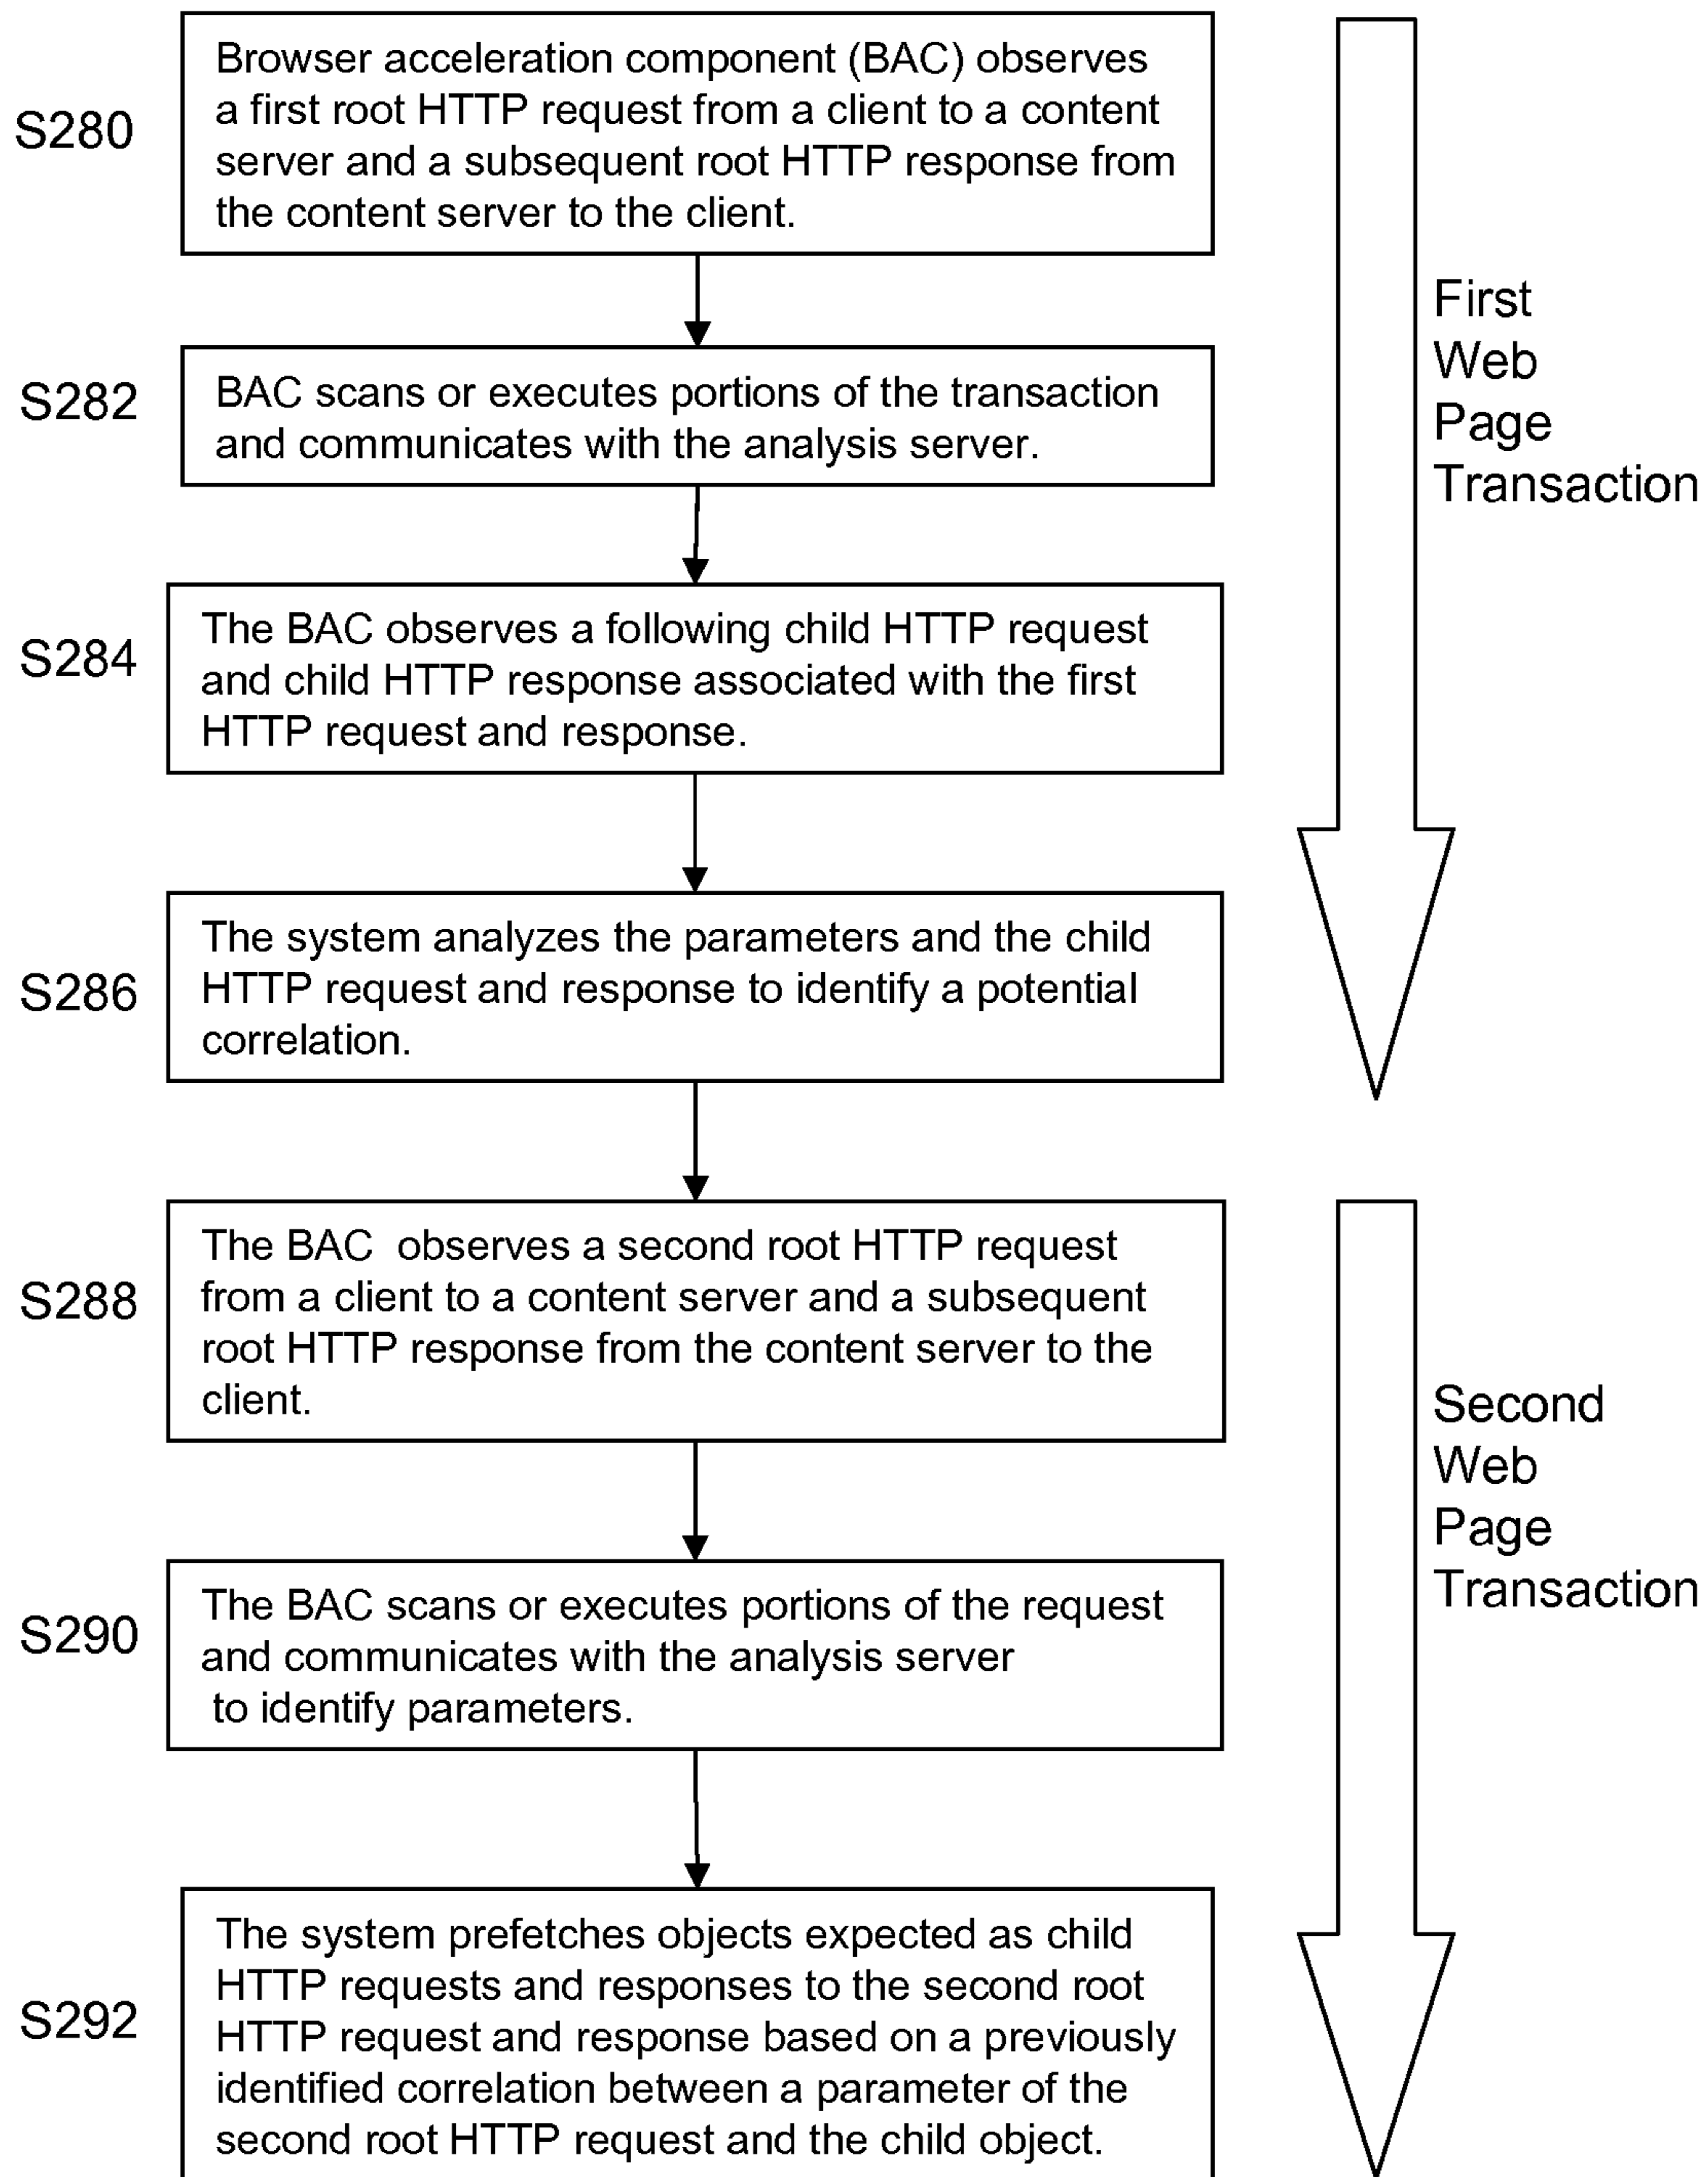 S280
Browser acceleration component (BAC) observes
a first root HTTP request from a client to a content
server and a subsequent root HTTP response from
the content server to the client.
S282
BAC scans or executes portions of the transaction
and communicates with the analysis server.
S284
The BAC observes a following child HTTP request
and child HTTP response associated with the first
HTTP request and response.
S286
The system analyzes the parameters and the child
HTTP request and response to identify a potential
correlation.
First
Web
Page
Transaction
S288
The BAC observes a second root HTTP request
from a client to a content server and a subsequent
root HTTP response from the content server to the
client.
S290
The BAC scans or executes portions of the request
and communicates with the analysis server
to identify parameters.
S292
The system prefetches objects expected as child
HTTP requests and responses to the second root
HTTP request and response based on a previously
identified correlation between a parameter of the
second root HTTP request and the child object.
Second
Web
Page
Transaction